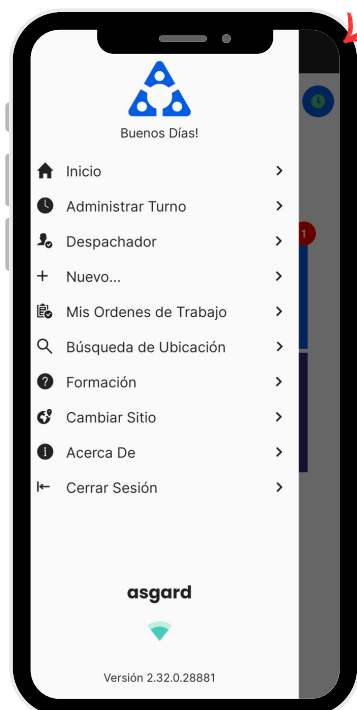 Buenos Días!
Inicio
Administrar Turno
Despachador
Nuevo...
Mis Ordenes de Trabajo
Búsqueda de Ubicación
Formación
Cambiar Sitio
Acerca De
Cerrar Sesión
1
asgard
Versión 2.32.0.28881